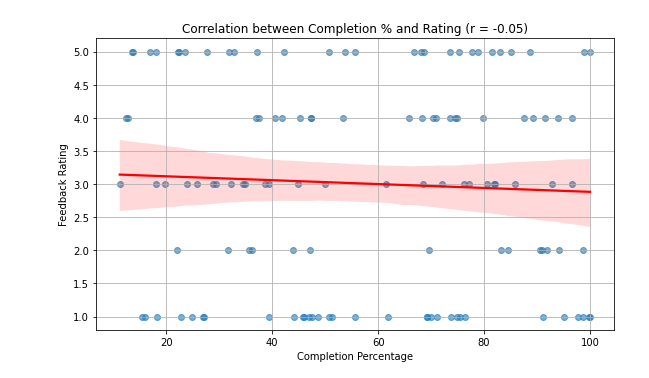 Correlation between Completion % and Rating (r = -0.05)
5.0
4.5
4.0
3.5
3.0
2.5
2.0
1.5
1.0
Feedback Rating
20 40 60 80 100
Completion Percentage